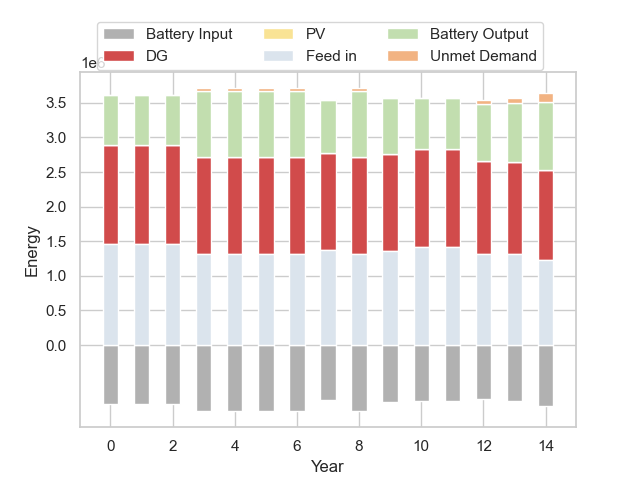 Battery Input PV Battery Output
DG Feed in Unmet Demand
1e6
3.5
3.0
2.5
2.0
1.5
1.0
0.5
0.0
Energy
0 2 4 6 8 10 12 14
Year